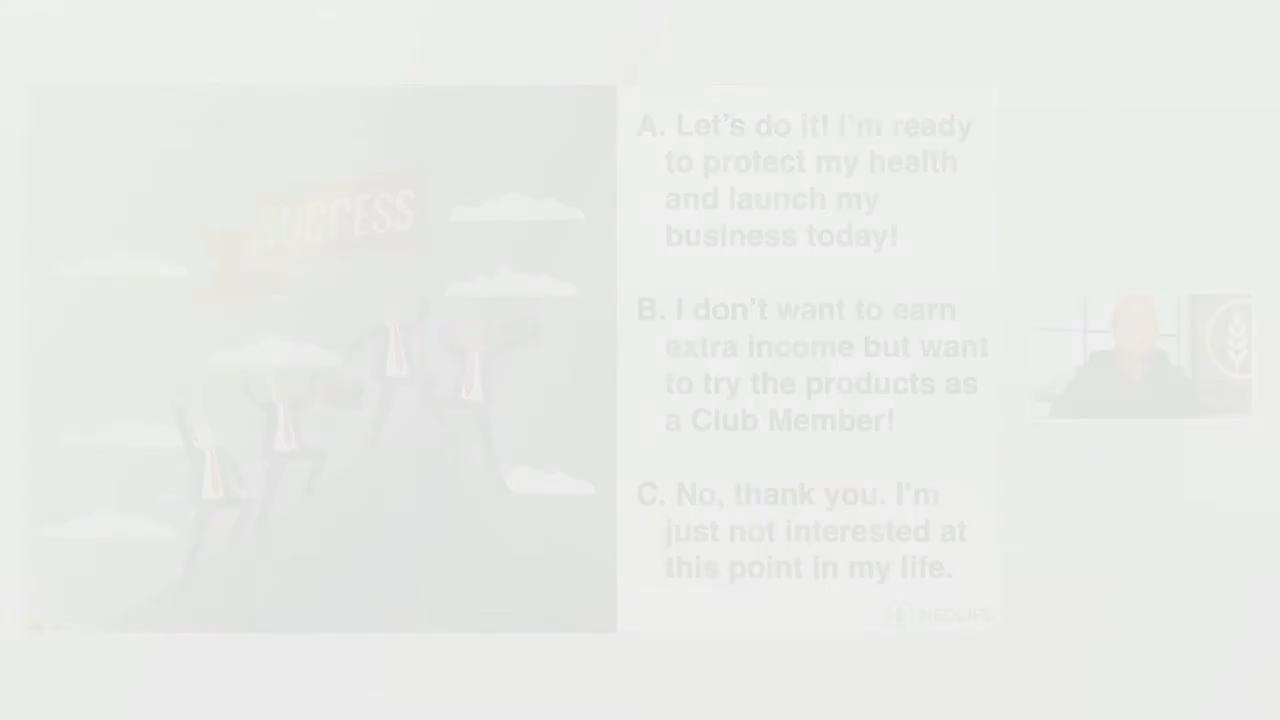 SUCCESS
A. Let's do it! I'm ready
to protect my health
and launch my
business today!
B. I don't want to earn
extra income but want
to try the products as
a Club Member!
C. No, thank you. I'm
just not interested at
this point in my life.
NEOLIFE